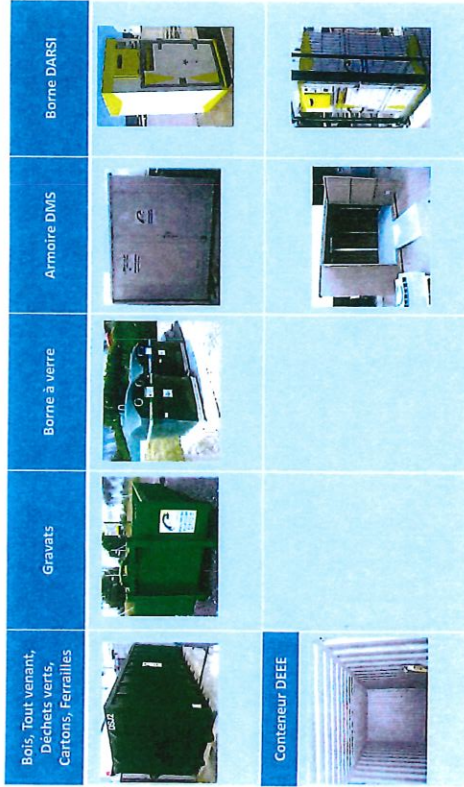 Bois, Tout venant,
Déchets verts,
Cartons, Ferrailles
Gravats
Borne à verre
Armoire DMS
Borne DARSI
Conteneur DEEE